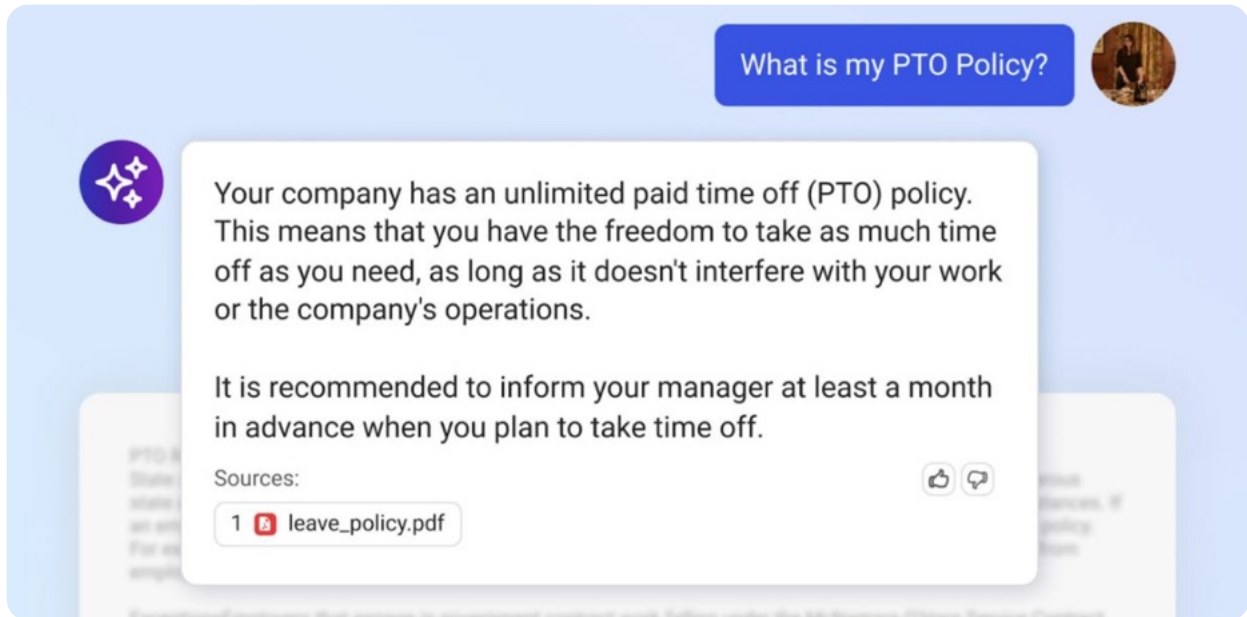 What is my PTO Policy?
Your company has an unlimited paid time off (PTO) policy.
This means that you have the freedom to take as much time
off as you need, as long as it doesn't interfere with your work
or the company's operations.
It is recommended to inform your manager at least a month
in advance when you plan to take time off.
Sources:
1 leave_policy.pdf